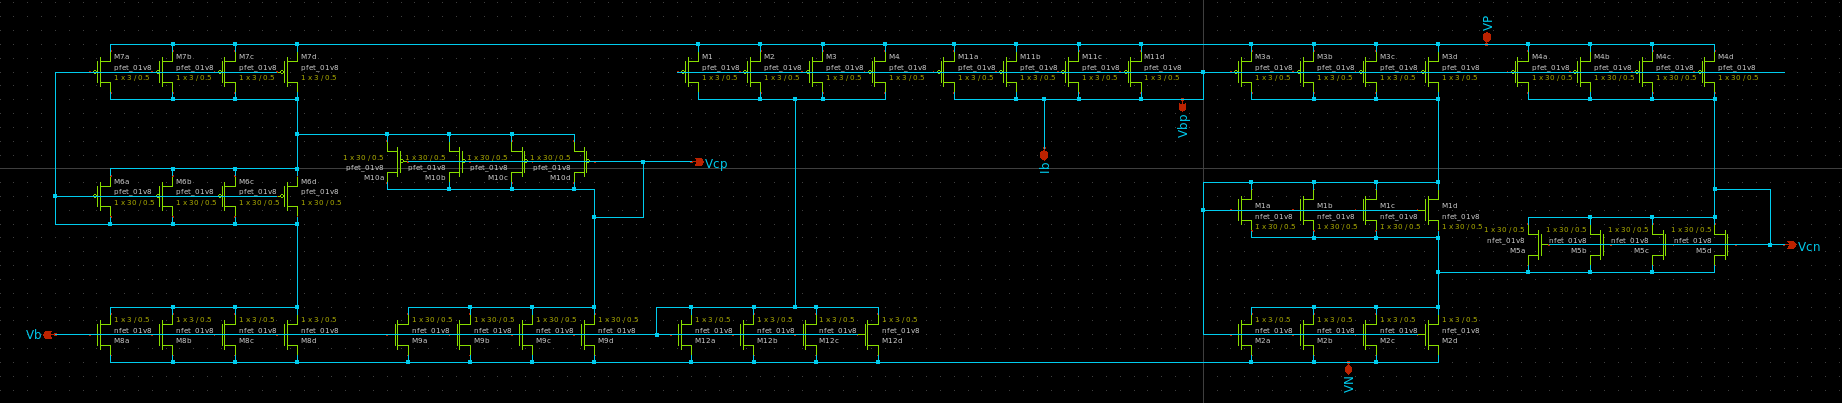 VP
M7a
pfet_01v8
1 x 3 / 0.5
M7b
pfet_01v8
1 x 3 / 0.5
M7c
pfet_01v8
1 x 3 / 0.5
M7d
pfet_01v8
1 x 3 / 0.5
M1
pfet_01v8
1 x 3 / 0.5
M2
pfet_01v8
1 x 3 / 0.5
M3
pfet_01v8
1 x 3 / 0.5
M4
pfet_01v8
1 x 3 / 0.5
M11a
pfet_01v8
1 x 3 / 0.5
M11b
pfet_01v8
1 x 3 / 0.5
M11c
pfet_01v8
1 x 3 / 0.5
M11d
pfet_01v8
1 x 3 / 0.5
M3a
pfet_01v8
1 x 3 / 0.5
M3b
pfet_01v8
1 x 3 / 0.5
M3c
pfet_01v8
1 x 3 / 0.5
M3d
pfet_01v8
1 x 3 / 0.5
M4a
pfet_01v8
1 x 30 / 0.5
M4b
pfet_01v8
1 x 30 / 0.5
M4c
pfet_01v8
1 x 30 / 0.5
M4d
pfet_01v8
1 x 30 / 0.5
Vbp
Ib
1 x 30 / 0.5
pfet_01v8
M10a
1 x 30 / 0.5
pfet_01v8
M10b
1 x 30 / 0.5
pfet_01v8
M10c
1 x 30 / 0.5
pfet_01v8
M10d
Vcp
M6a
pfet_01v8
1 x 30 / 0.5
M6b
pfet_01v8
1 x 30 / 0.5
M6c
pfet_01v8
1 x 30 / 0.5
M6d
pfet_01v8
1 x 30 / 0.5
M1a
nfet_01v8
1 x 30 / 0.5
M1b
nfet_01v8
1 x 30 / 0.5
M1c
nfet_01v8
1 x 30 / 0.5
M1d
nfet_01v8
1 x 30 / 0.5
1 x 30 / 0.5
nfet_01v8
M5a
1 x 30 / 0.5
nfet_01v8
M5b
1 x 30 / 0.5
nfet_01v8
M5c
1 x 30 / 0.5
nfet_01v8
M5d
Vcn
Vb
1 x 3 / 0.5
nfet_01v8
M8a
1 x 3 / 0.5
nfet_01v8
M8b
1 x 3 / 0.5
nfet_01v8
M8c
1 x 3 / 0.5
nfet_01v8
M8d
1 x 30 / 0.5
nfet_01v8
M9a
1 x 30 / 0.5
nfet_01v8
M9b
1 x 30 / 0.5
nfet_01v8
M9c
1 x 30 / 0.5
nfet_01v8
M9d
1 x 3 / 0.5
nfet_01v8
M12a
1 x 3 / 0.5
nfet_01v8
M12b
1 x 3 / 0.5
nfet_01v8
M12c
1 x 3 / 0.5
nfet_01v8
M12d
1 x 3 / 0.5
nfet_01v8
M2a
1 x 3 / 0.5
nfet_01v8
M2b
1 x 3 / 0.5
nfet_01v8
M2c
1 x 3 / 0.5
nfet_01v8
M2d
VN